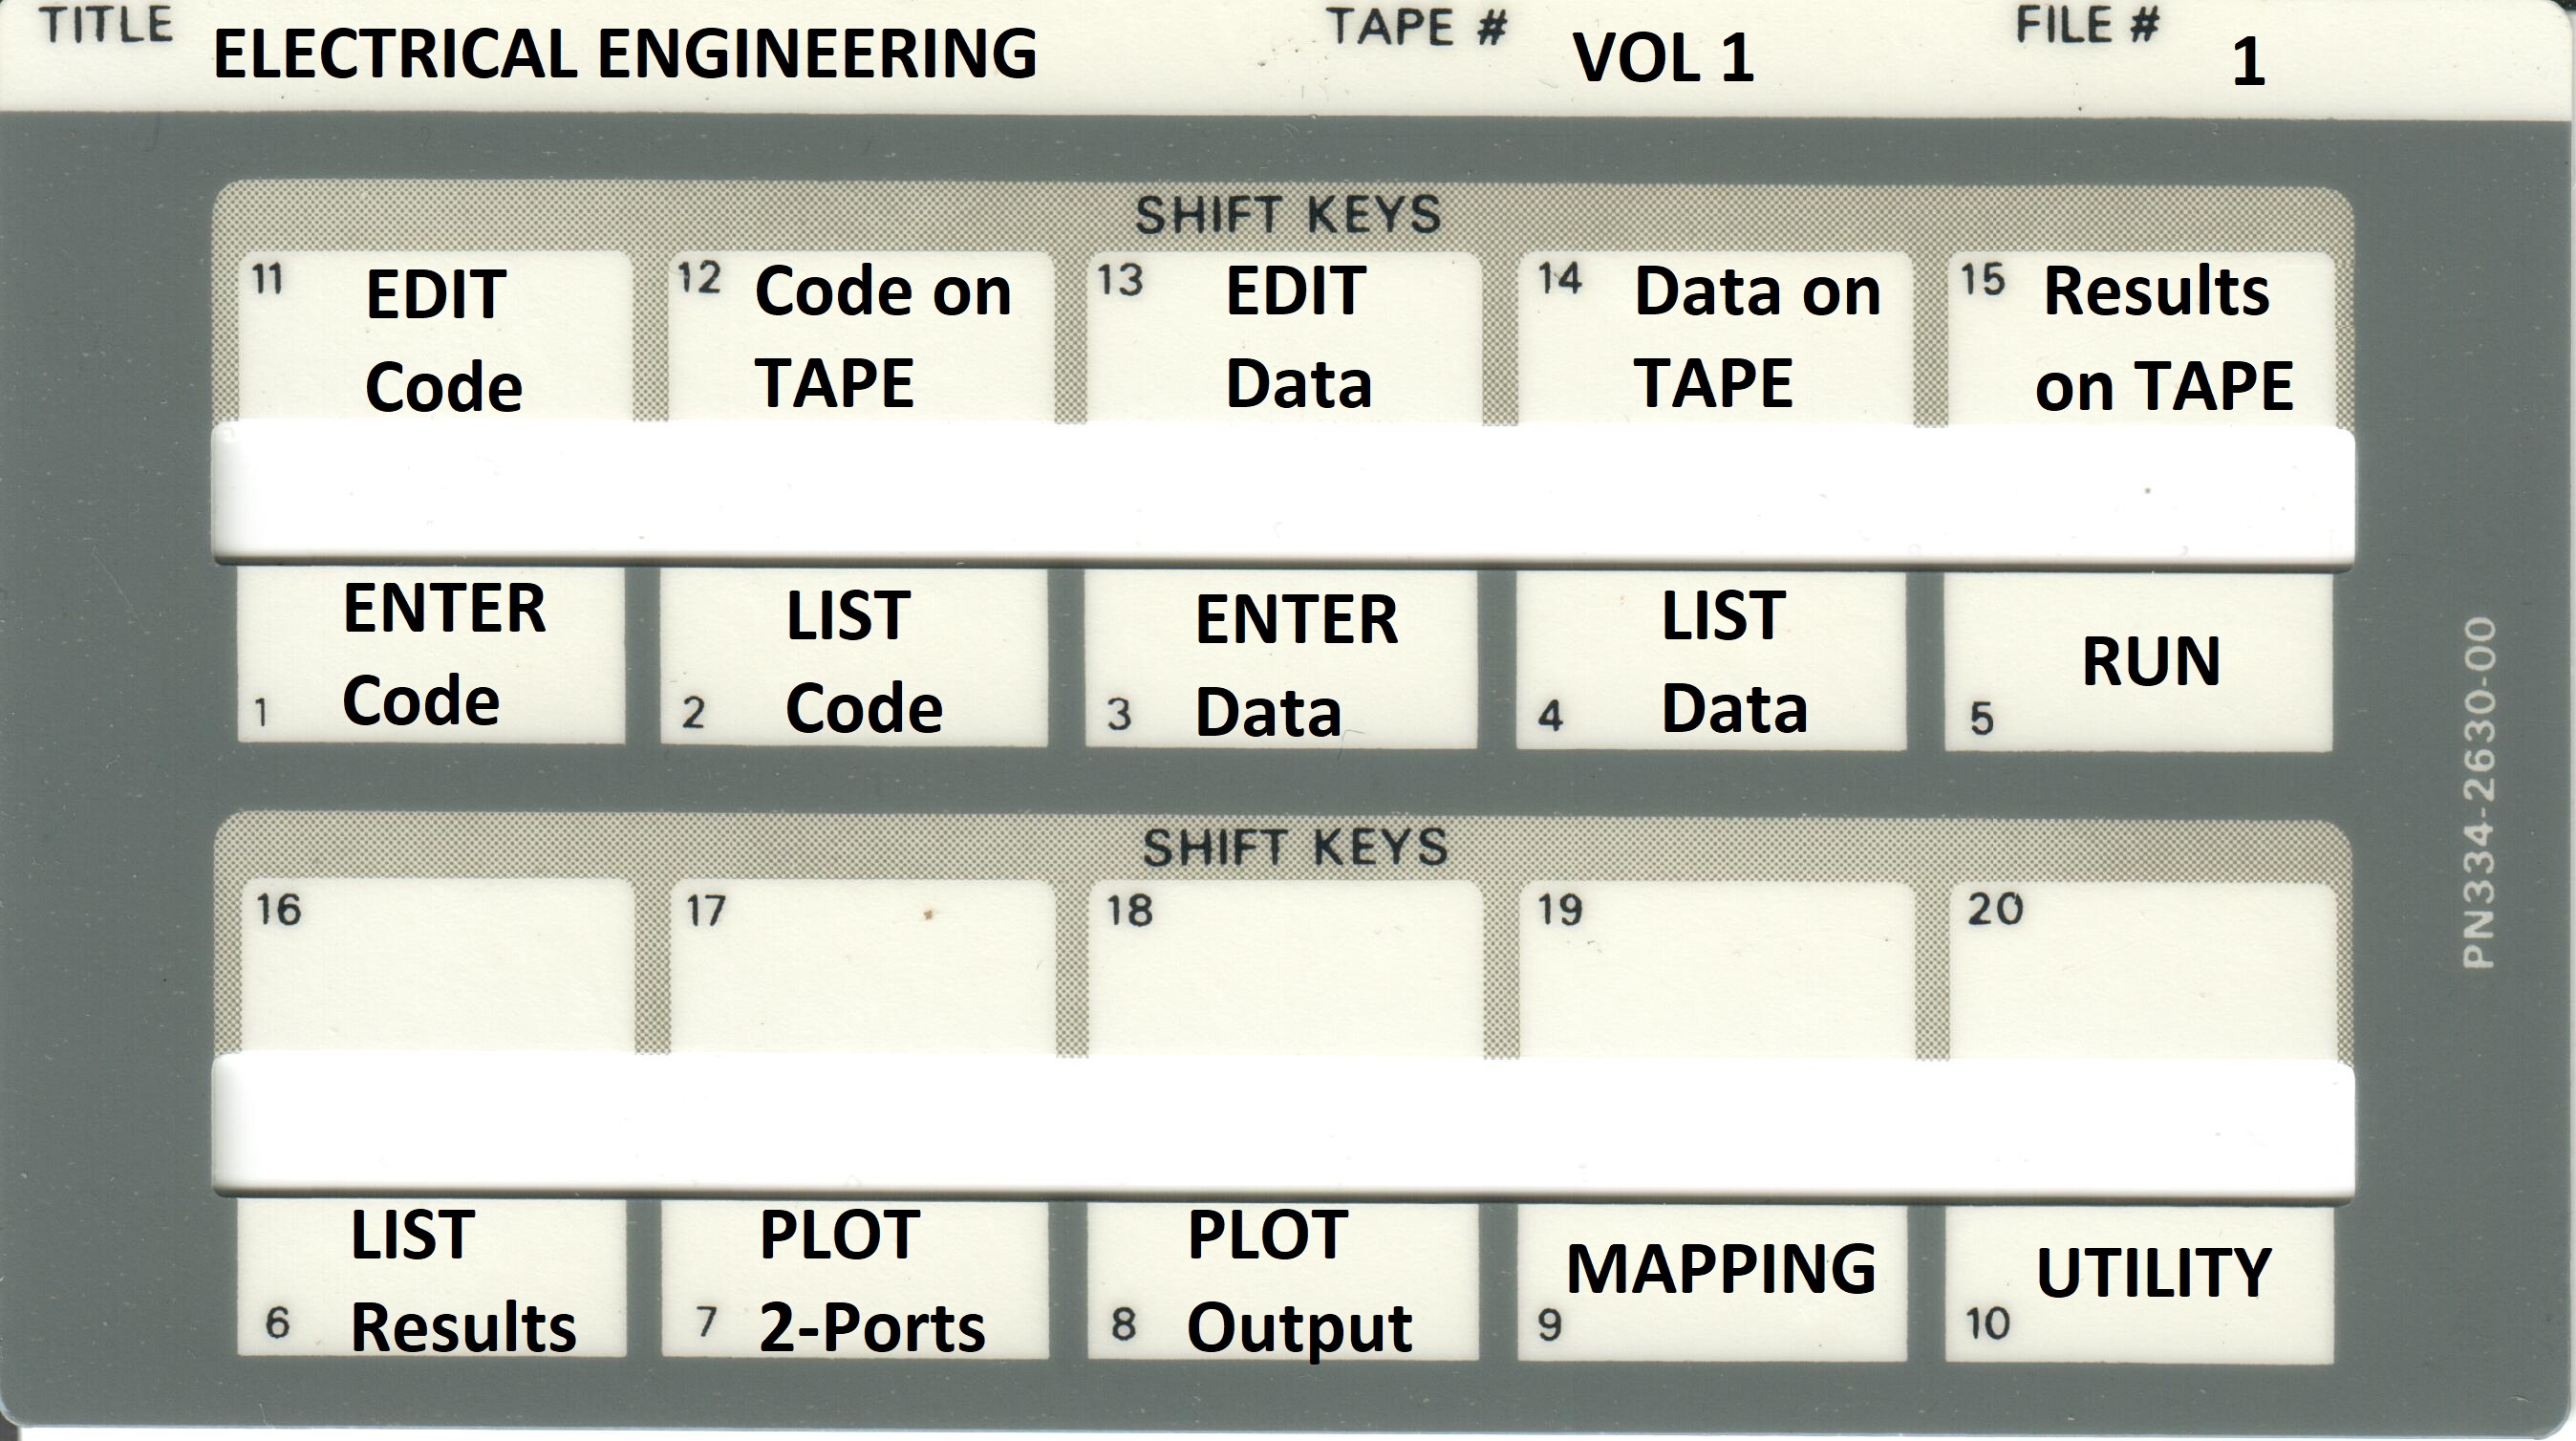 TITLE ELECTRICAL ENGINEERING TAPE # VOL 1 FILE # 1
SHIFT KEYS
11 EDIT Code
12 Code on TAPE
13 EDIT Data
14 Data on TAPE
15 Results on TAPE
1 ENTER Code
2 LIST Code
3 ENTER Data
4 LIST Data
5 RUN
SHIFT KEYS
16
17
18
19
20
6 LIST Results
7 PLOT 2-Ports
8 PLOT Output
9 MAPPING
10 UTILITY
PN334-2630-00